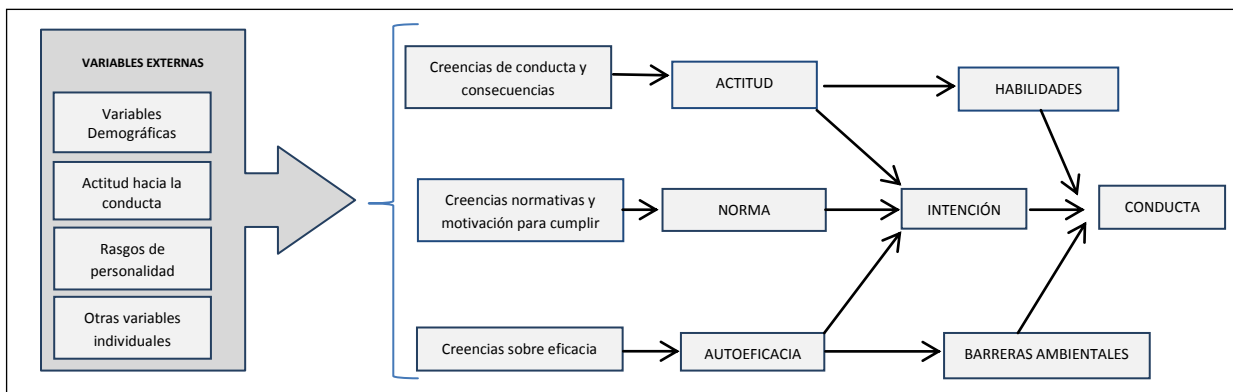 VARIABLES EXTERNAS
Variables
Demográficas
Actitud hacia la
conducta
Rasgos de
personalidad
Otras variables
individuales
Creencias de conducta y
consecuencias
ACTITUD
HABILIDADES
Creencias normativas y
motivación para cumplir
NORMA
INTENCIÓN
CONDUCTA
Creencias sobre eficacia
AUTOEFICACIA
BARRERAS AMBIENTALES